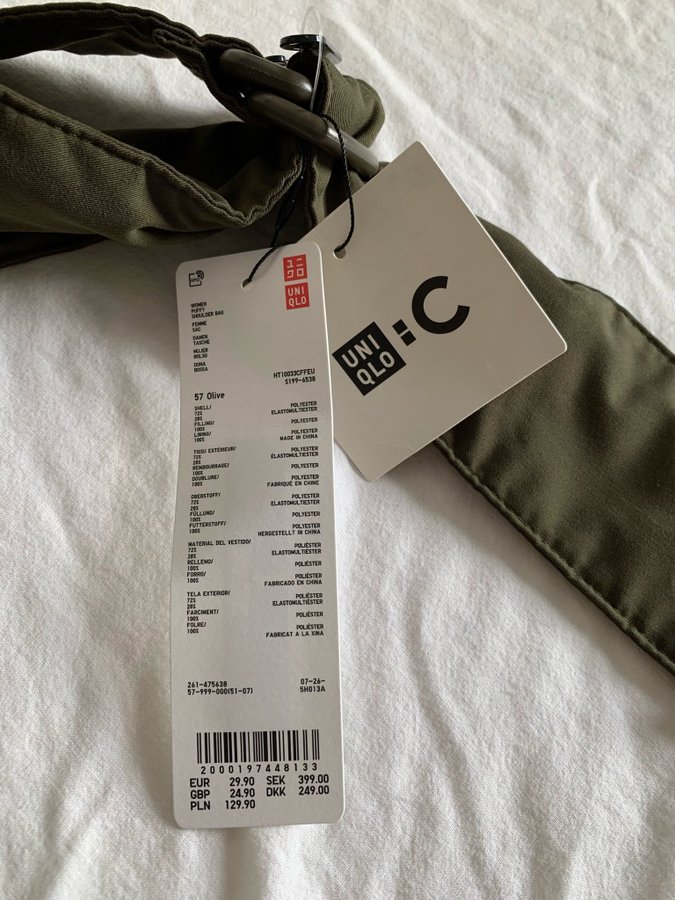 RFID
ユニ
クロ
UNI
QLO
WOMEN
PUFFY
SHOULDER BAG
FEMME
SAC
DAMEN
TASCHE
MUJER
BOLSO
DONA
BOSSA
HT10033CFFEU
S199-6538
57 Olive
SHELL/ POLYESTER
72% ELASTOMULTIESTER
28%
FILLING/ POLYESTER
100%
LINING/ POLYESTER
100% MADE IN CHINA
TISSU EXTÉRIEUR/ POLYESTER
72% ÉLASTOMULTIESTER
28%
REMBOURRAGE/ POLYESTER
100%
DOUBLURE/ POLYESTER
100% FABRIQUÉ EN CHINE
OBERSTOFF/ POLYESTER
72% ELASTOMULTIESTER
28%
FÜLLUNG/ POLYESTER
100%
FUTTERSTOFF/ POLYESTER
100% HERGESTELLT IN CHINA
MATERIAL DEL VESTIDO/ POLIÉSTER
72% ELASTOMULTIÉSTER
28%
RELLENO/ POLIÉSTER
100%
FORRO/ POLIÉSTER
100% FABRICADO EN CHINA
TELA EXTERIOR/ POLIÈSTER
72% ELASTOMULTIÈSTER
28%
FARCIMENT/ POLIÈSTER
100%
FOLRE/ POLIÈSTER
100% FABRICAT A LA XINA
261-475638 07-26-
57-999-000(51-07) 5H013A
2000197448133
EUR 29.90 SEK 399.00
GBP 24.90 DKK 249.00
PLN 129.90
UNI
QLO : C